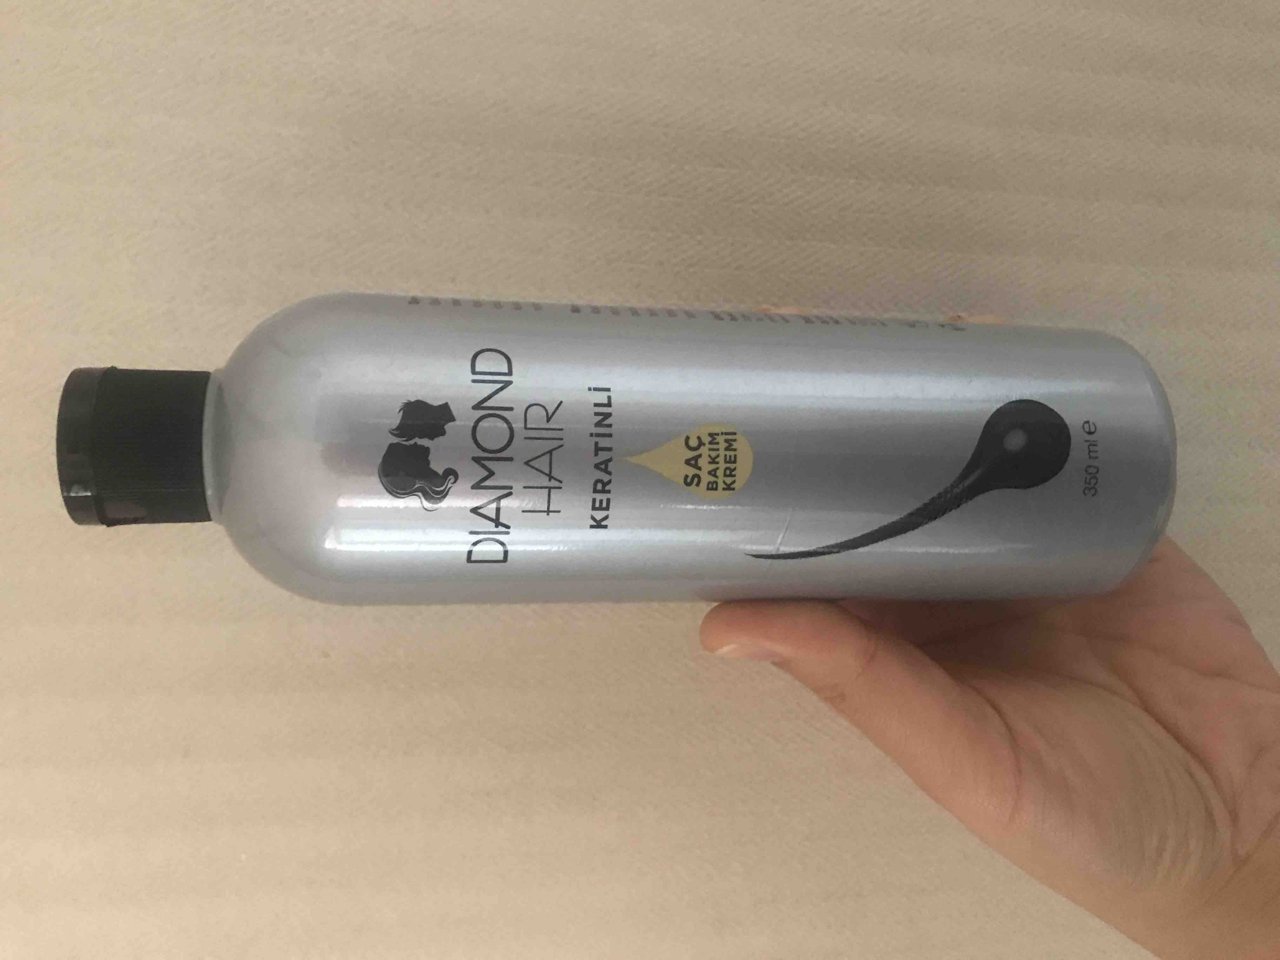 DIAMOND
HAIR
KERATİNLİ
SAÇ
BAKIM
KREMİ
350 ml e